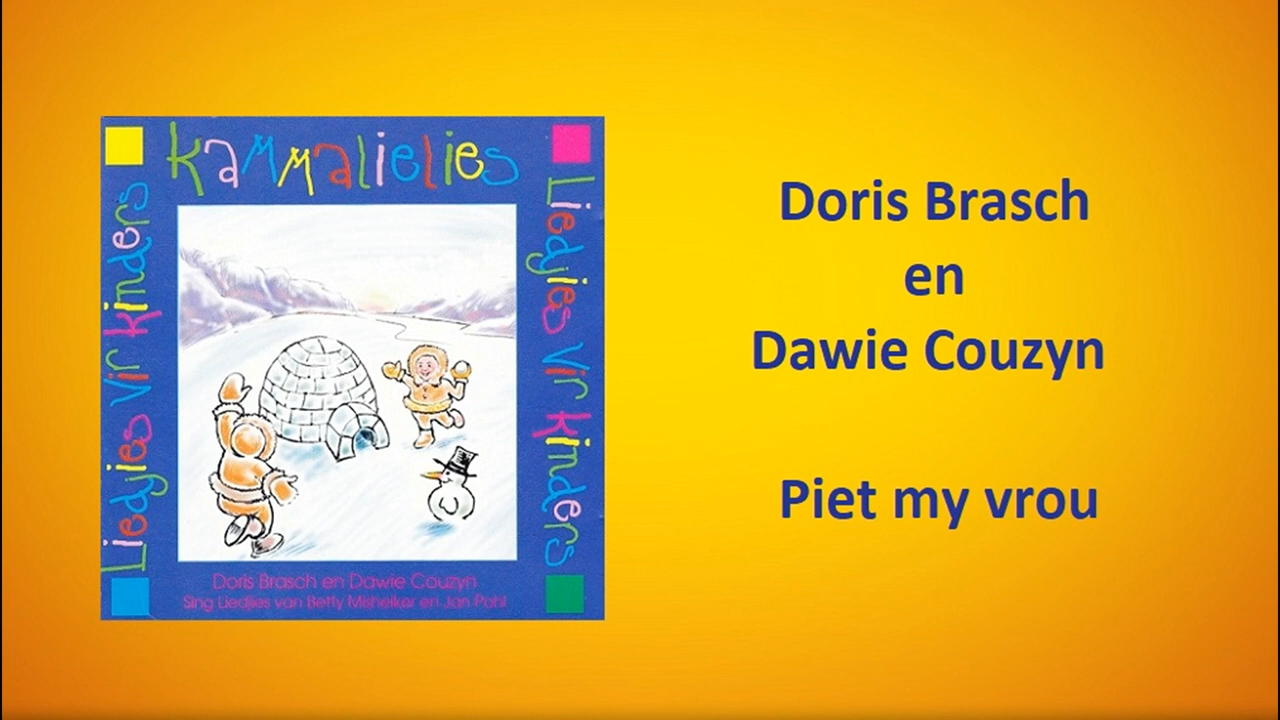 Kammalielies
Liedjies vir kinders
Liedjies vir kinders
Doris Brasch en Dawie Couzyn
Sing Liedjies van Betty Misheiker en Jan Pohl
Doris Brasch
en
Dawie Couzyn
Piet my vrou